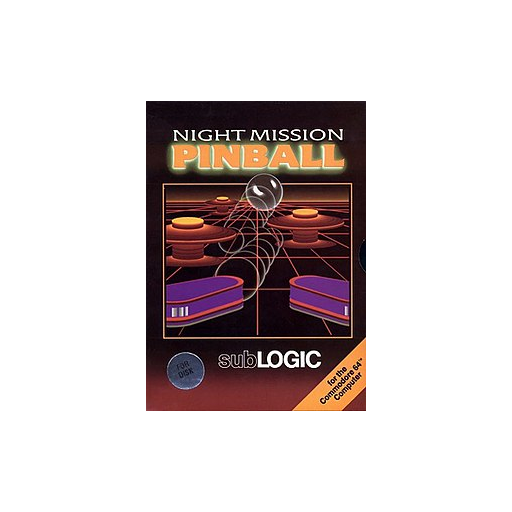 NIGHT MISSION
PINBALL
subLOGIC
FOR
DISK
for the
Commodore 64™
Computer